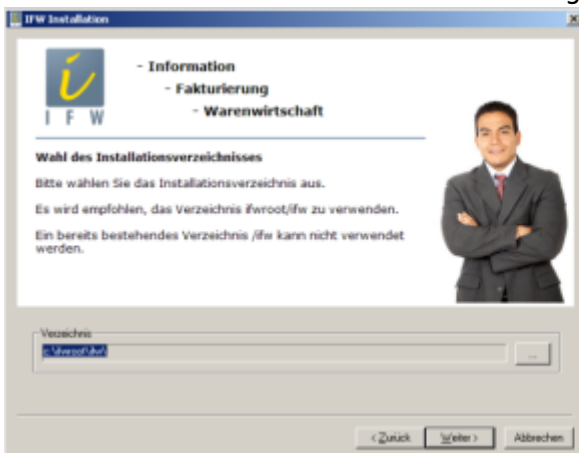 IFW Installation
i
I F W
- Information
- Fakturierung
- Warenwirtschaft
Wahl des Installationsverzeichnisses
Bitte wählen Sie das Installationsverzeichnis aus.
Es wird empfohlen, das Verzeichnis ifwroot/ifw zu verwenden.
Ein bereits bestehendes Verzeichnis /ifw kann nicht verwendet
werden.
Verzeichnis
c:\ifwroot\ifw\
...
< Zurück
Weiter >
Abbrechen